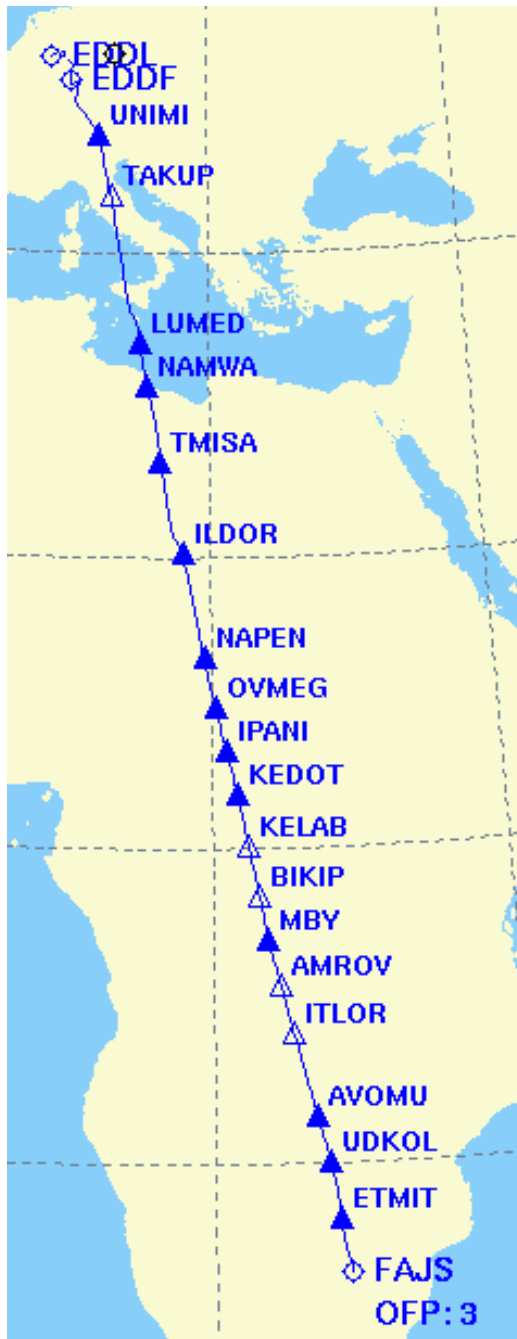 EDDL
EDDF
UNIMI
TAKUP
LUMED
NAMWA
TMISA
ILDOR
NAPEN
OVMEG
IPANI
KEDOT
KELAB
BIKIP
MBY
AMROV
ITLOR
AVOMU
UDKOL
ETMIT
FAJS
OFP: 3